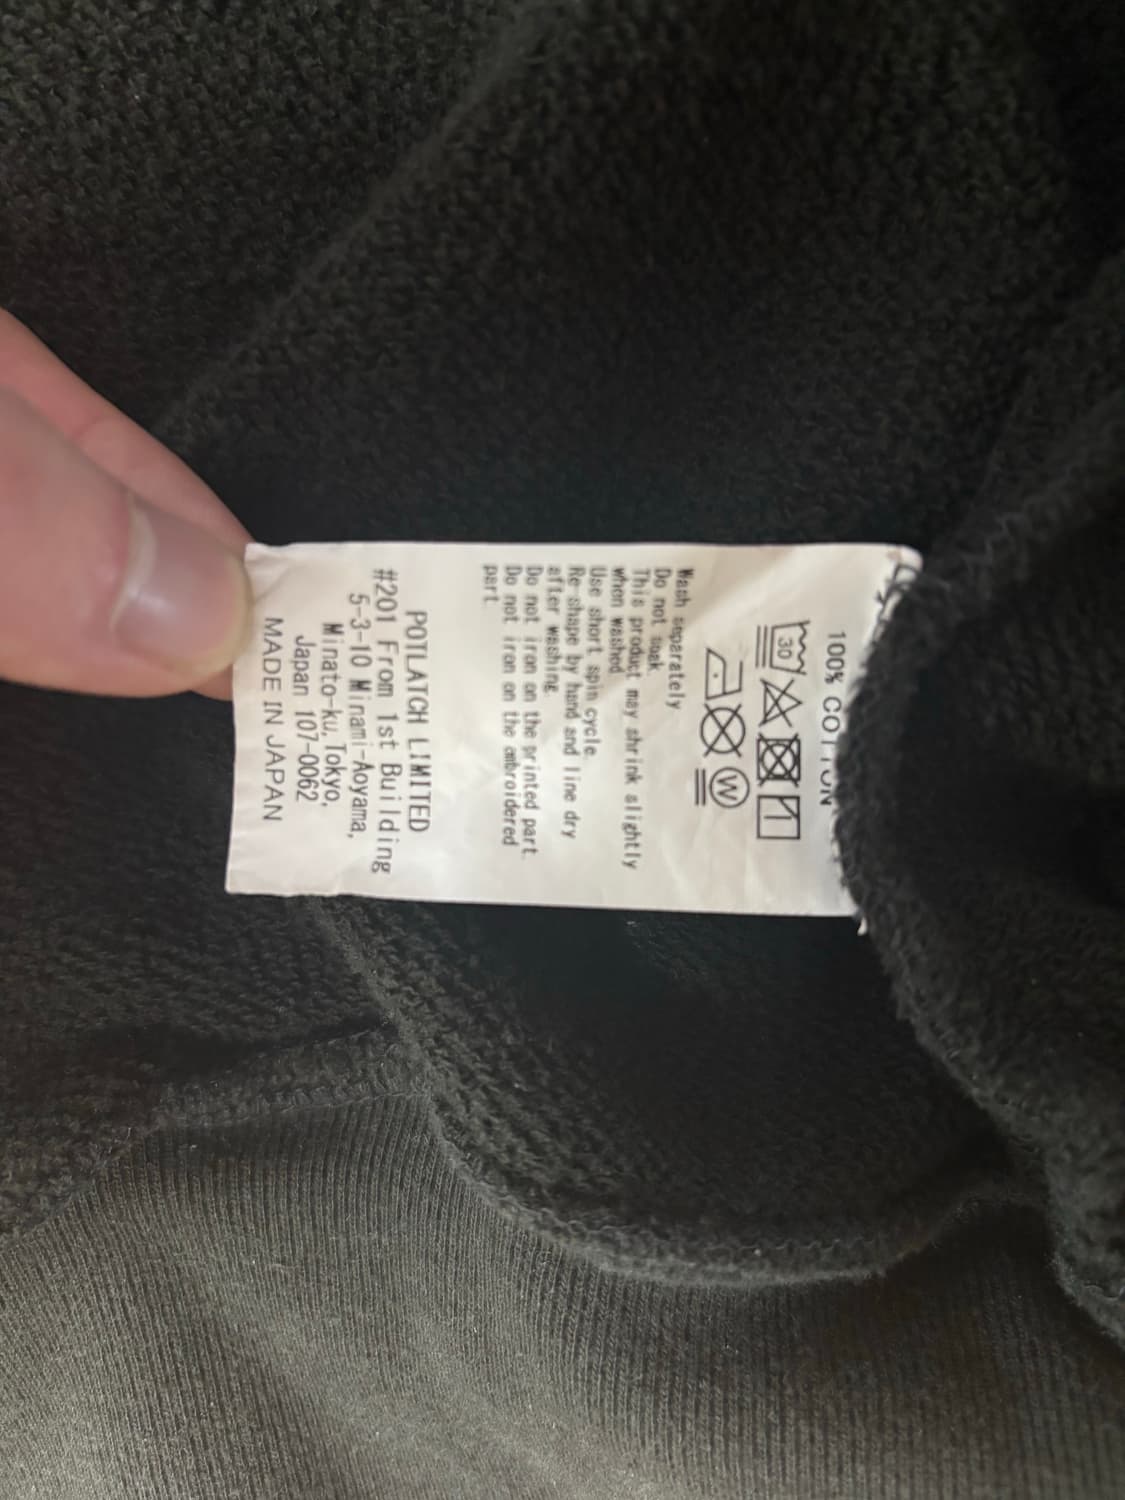 100% COTTON
30
W
Wash separately
Do not soak.
This product may shrink slightly
when washed.
Use short spin cycle.
Re-shape by hand and line dry
after washing.
Do not iron on the printed part.
Do not iron on the embroidered
part.
POTLATCH LIMITED
#201 From 1st Building
5-3-10 Minami-Aoyama,
Minato-ku, Tokyo,
Japan 107-0062
MADE IN JAPAN